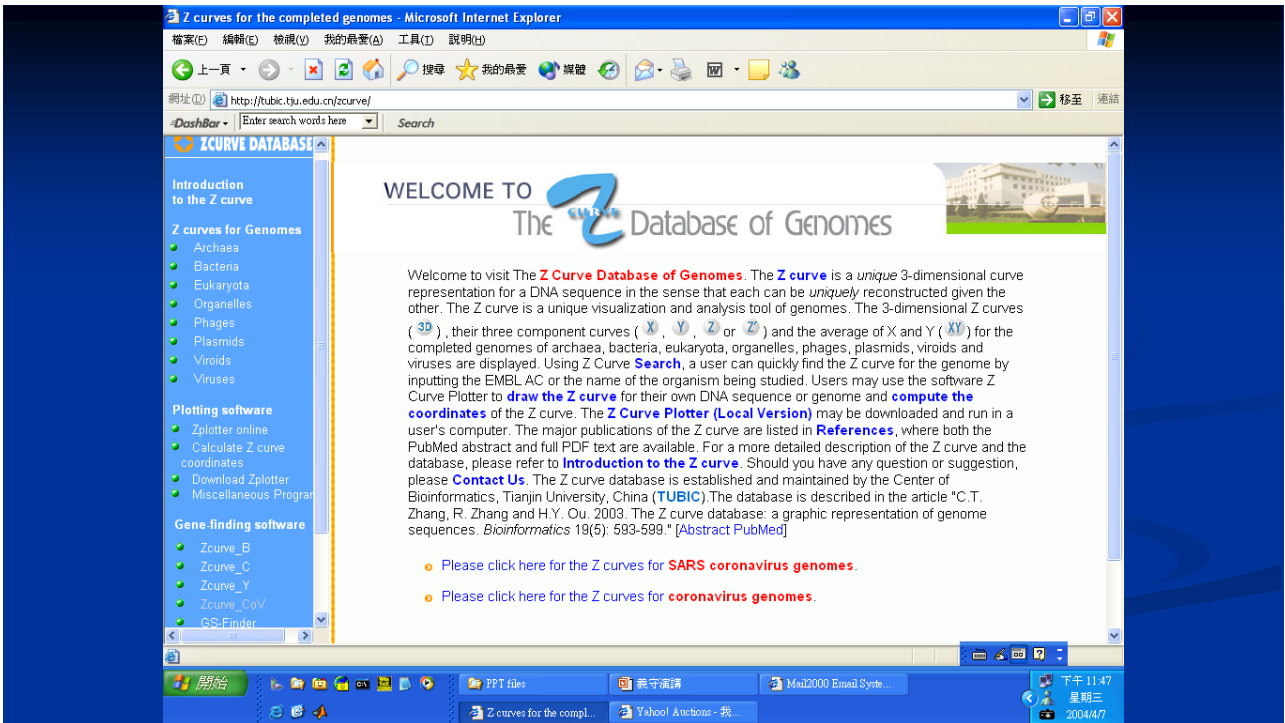 Z curves for the completed genomes - Microsoft Internet Explorer
檔案(F) 編輯(E) 檢視(V) 我的最愛(A) 工具(T) 說明(H)
上一頁 搜尋 我的最愛 媒體
網址(D) http://tubic.tju.edu.cn/zcurve/ 移至 連結
DashBar Enter search words here Search
ZCURVE DATABASE
Introduction
to the Z curve
Z curves for Genomes
Archaea
Bacteria
Eukaryota
Organelles
Phages
Plasmids
Viroids
Viruses
Plotting software
Zplotter online
Calculate Z curve
coordinates
Download Zplotter
Miscellaneous Progran
Gene-finding software
Zcurve_B
Zcurve_C
Zcurve_Y
Zcurve_CoV
GS-Finder
WELCOME TO
The Z CURVE Database of Genomes
Welcome to visit The Z Curve Database of Genomes. The Z curve is a unique 3-dimensional curve
representation for a DNA sequence in the sense that each can be uniquely reconstructed given the
other. The Z curve is a unique visualization and analysis tool of genomes. The 3-dimensional Z curves
( 3D ) , their three component curves ( X , Y , Z or Z' ) and the average of X and Y ( XY ) for the
completed genomes of archaea, bacteria, eukaryota, organelles, phages, plasmids, viroids and
viruses are displayed. Using Z Curve Search, a user can quickly find the Z curve for the genome by
inputting the EMBL AC or the name of the organism being studied. Users may use the software Z
Curve Plotter to draw the Z curve for their own DNA sequence or genome and compute the
coordinates of the Z curve. The Z Curve Plotter (Local Version) may be downloaded and run in a
user's computer. The major publications of the Z curve are listed in References, where both the
PubMed abstract and full PDF text are available. For a more detailed description of the Z curve and the
database, please refer to Introduction to the Z curve. Should you have any question or suggestion,
please Contact Us. The Z curve database is established and maintained by the Center of
Bioinformatics, Tianjin University, China (TUBIC).The database is described in the article "C.T.
Zhang, R. Zhang and H.Y. Ou. 2003. The Z curve database: a graphic representation of genome
sequences. Bioinformatics 19(5): 593-599." [Abstract PubMed]
Please click here for the Z curves for SARS coronavirus genomes.
Please click here for the Z curves for coronavirus genomes.
開始 PPT files 義守演講 Mail2000 Email Syste... 下午 11:47
星期三
Z curves for the compl... Yahoo! Auctions - 我... 2004/4/7